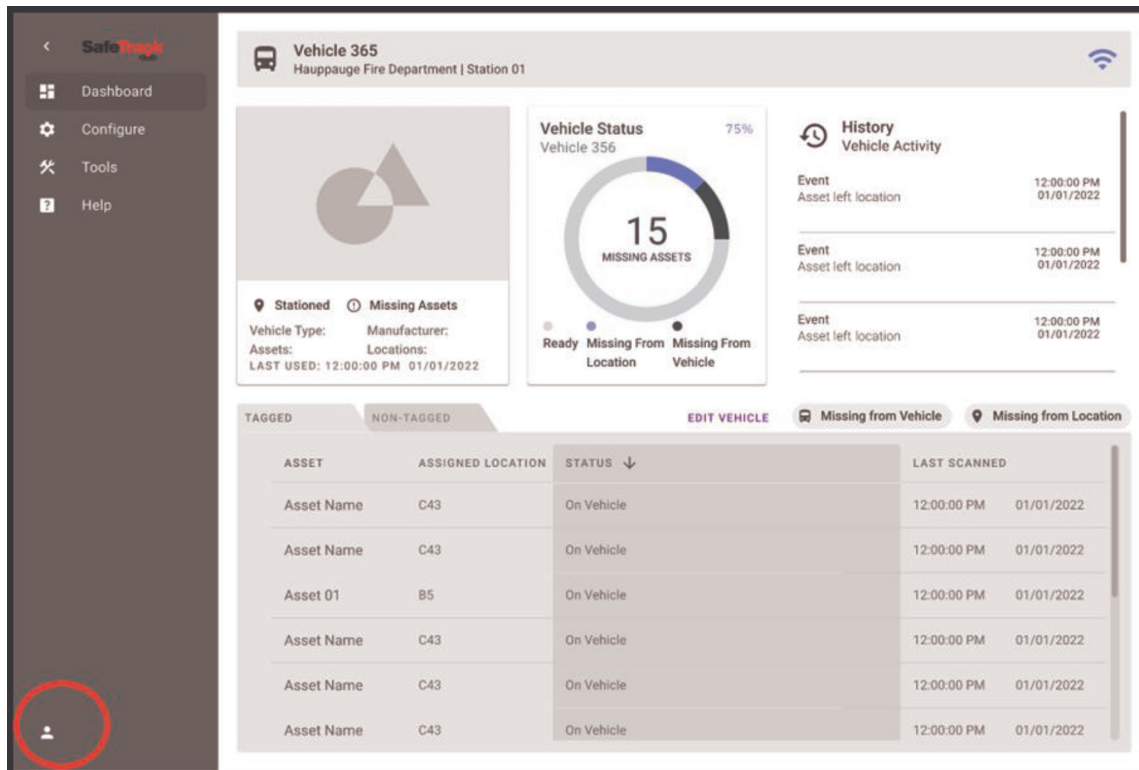 SafeTrack
Dashboard
Configure
Tools
Help
Vehicle 365
Hauppauge Fire Department | Station 01
Stationed Missing Assets
Vehicle Type: Manufacturer:
Assets: Locations:
LAST USED: 12:00:00 PM 01/01/2022
Vehicle Status 75%
Vehicle 356
15
MISSING ASSETS
Ready Missing From Missing From
Location Vehicle
History
Vehicle Activity
Event 12:00:00 PM
Asset left location 01/01/2022
Event 12:00:00 PM
Asset left location 01/01/2022
Event 12:00:00 PM
Asset left location 01/01/2022
TAGGED NON-TAGGED EDIT VEHICLE Missing from Vehicle Missing from Location
ASSET ASSIGNED LOCATION STATUS LAST SCANNED
Asset Name C43 On Vehicle 12:00:00 PM 01/01/2022
Asset Name C43 On Vehicle 12:00:00 PM 01/01/2022
Asset 01 B5 On Vehicle 12:00:00 PM 01/01/2022
Asset Name C43 On Vehicle 12:00:00 PM 01/01/2022
Asset Name C43 On Vehicle 12:00:00 PM 01/01/2022
Asset Name C43 On Vehicle 12:00:00 PM 01/01/2022